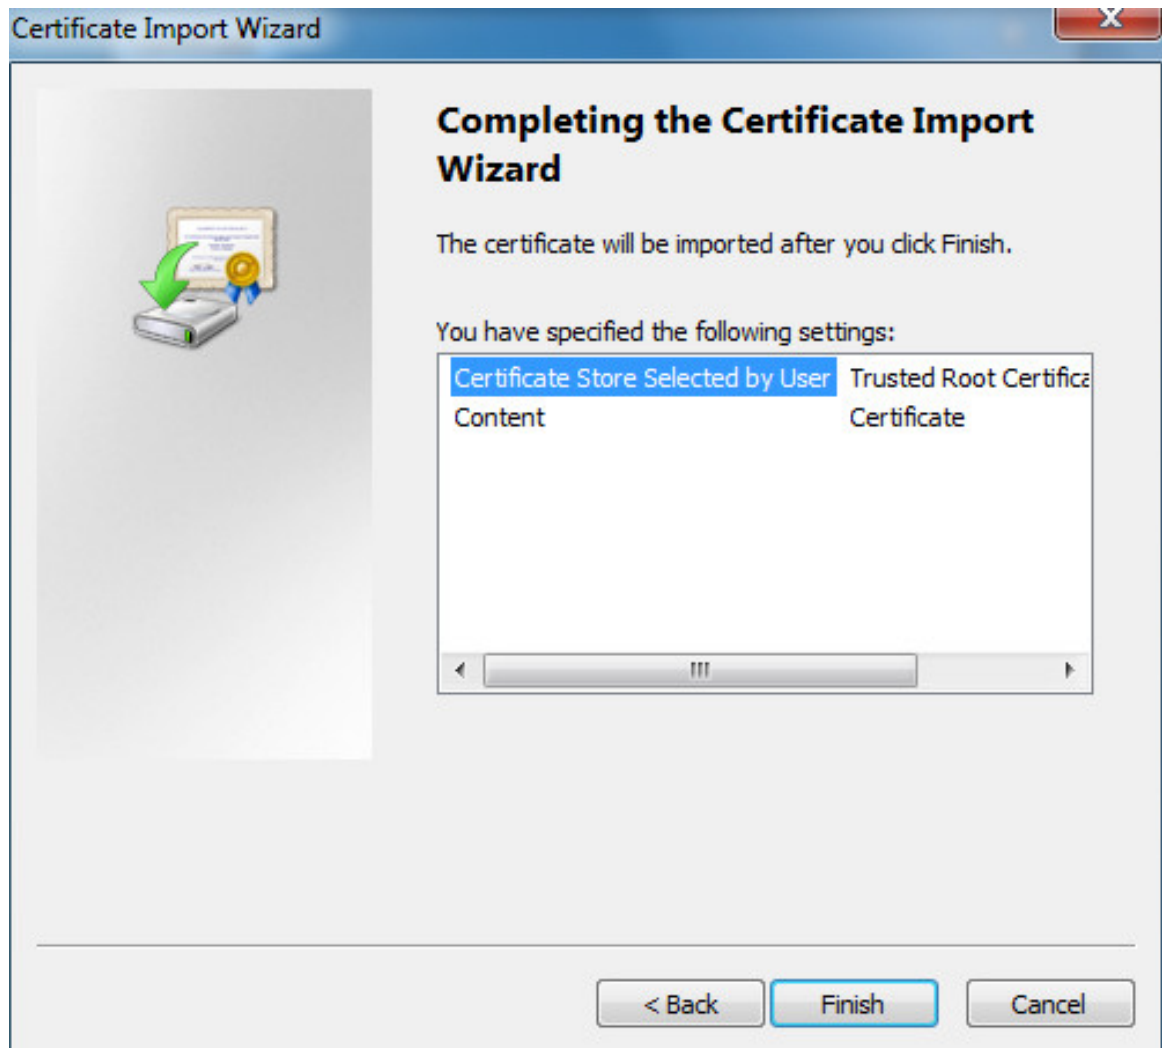 Certificate Import Wizard
Completing the Certificate Import
Wizard
The certificate will be imported after you click Finish.
You have specified the following settings:
Certificate Store Selected by User Trusted Root Certifica
Content Certificate
< Back Finish Cancel